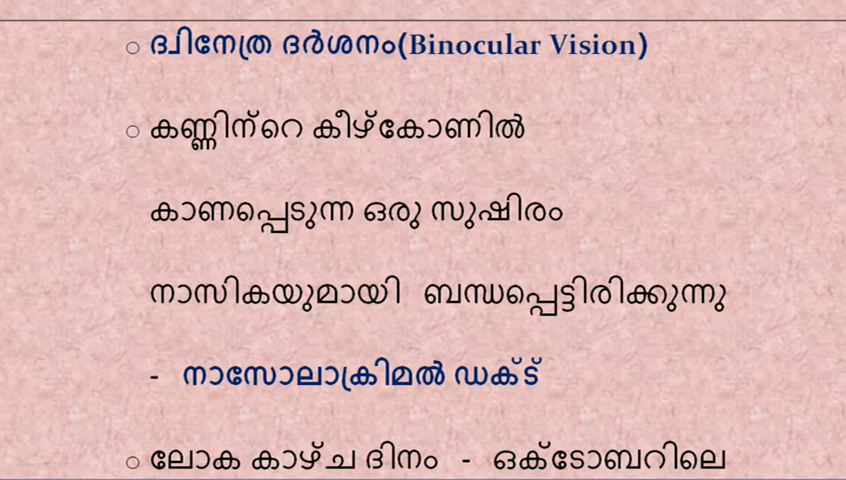 ദ്വിനേത്ര ദർശനം(Binocular Vision)
കണ്ണിന്റെ കീഴ്കോണിൽ
കാണപ്പെടുന്ന ഒരു സുഷിരം
നാസികയുമായി ബന്ധപ്പെട്ടിരിക്കുന്നു
- നാസോലാക്രിമൽ ഡക്ട്
ലോക കാഴ്ച ദിനം - ഒക്ടോബറിലെ